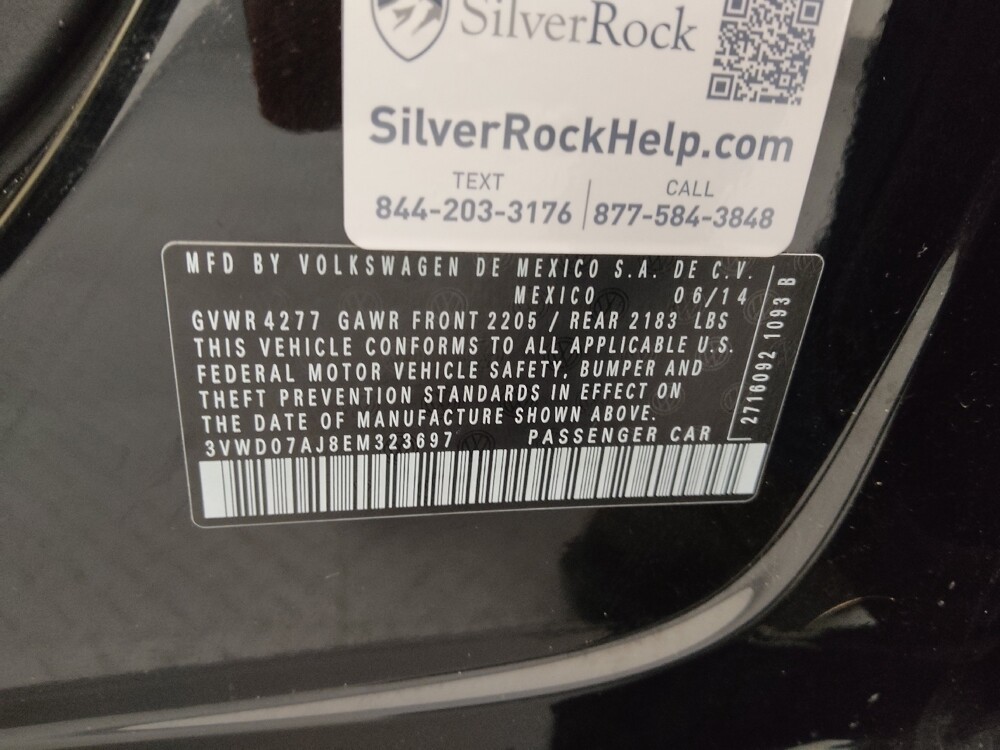 SilverRock
SilverRockHelp.com
TEXT
844-203-3176
CALL
877-584-3848
MFD BY VOLKSWAGEN DE MEXICO S.A. DE C.V.
MEXICO 06/14
GVWR 4277 GAWR FRONT 2205 / REAR 2183 LBS
THIS VEHICLE CONFORMS TO ALL APPLICABLE U.S.
FEDERAL MOTOR VEHICLE SAFETY, BUMPER AND
THEFT PREVENTION STANDARDS IN EFFECT ON
THE DATE OF MANUFACTURE SHOWN ABOVE.
3VWD07AJ8EM323697 PASSENGER CAR
2716092 1093 B